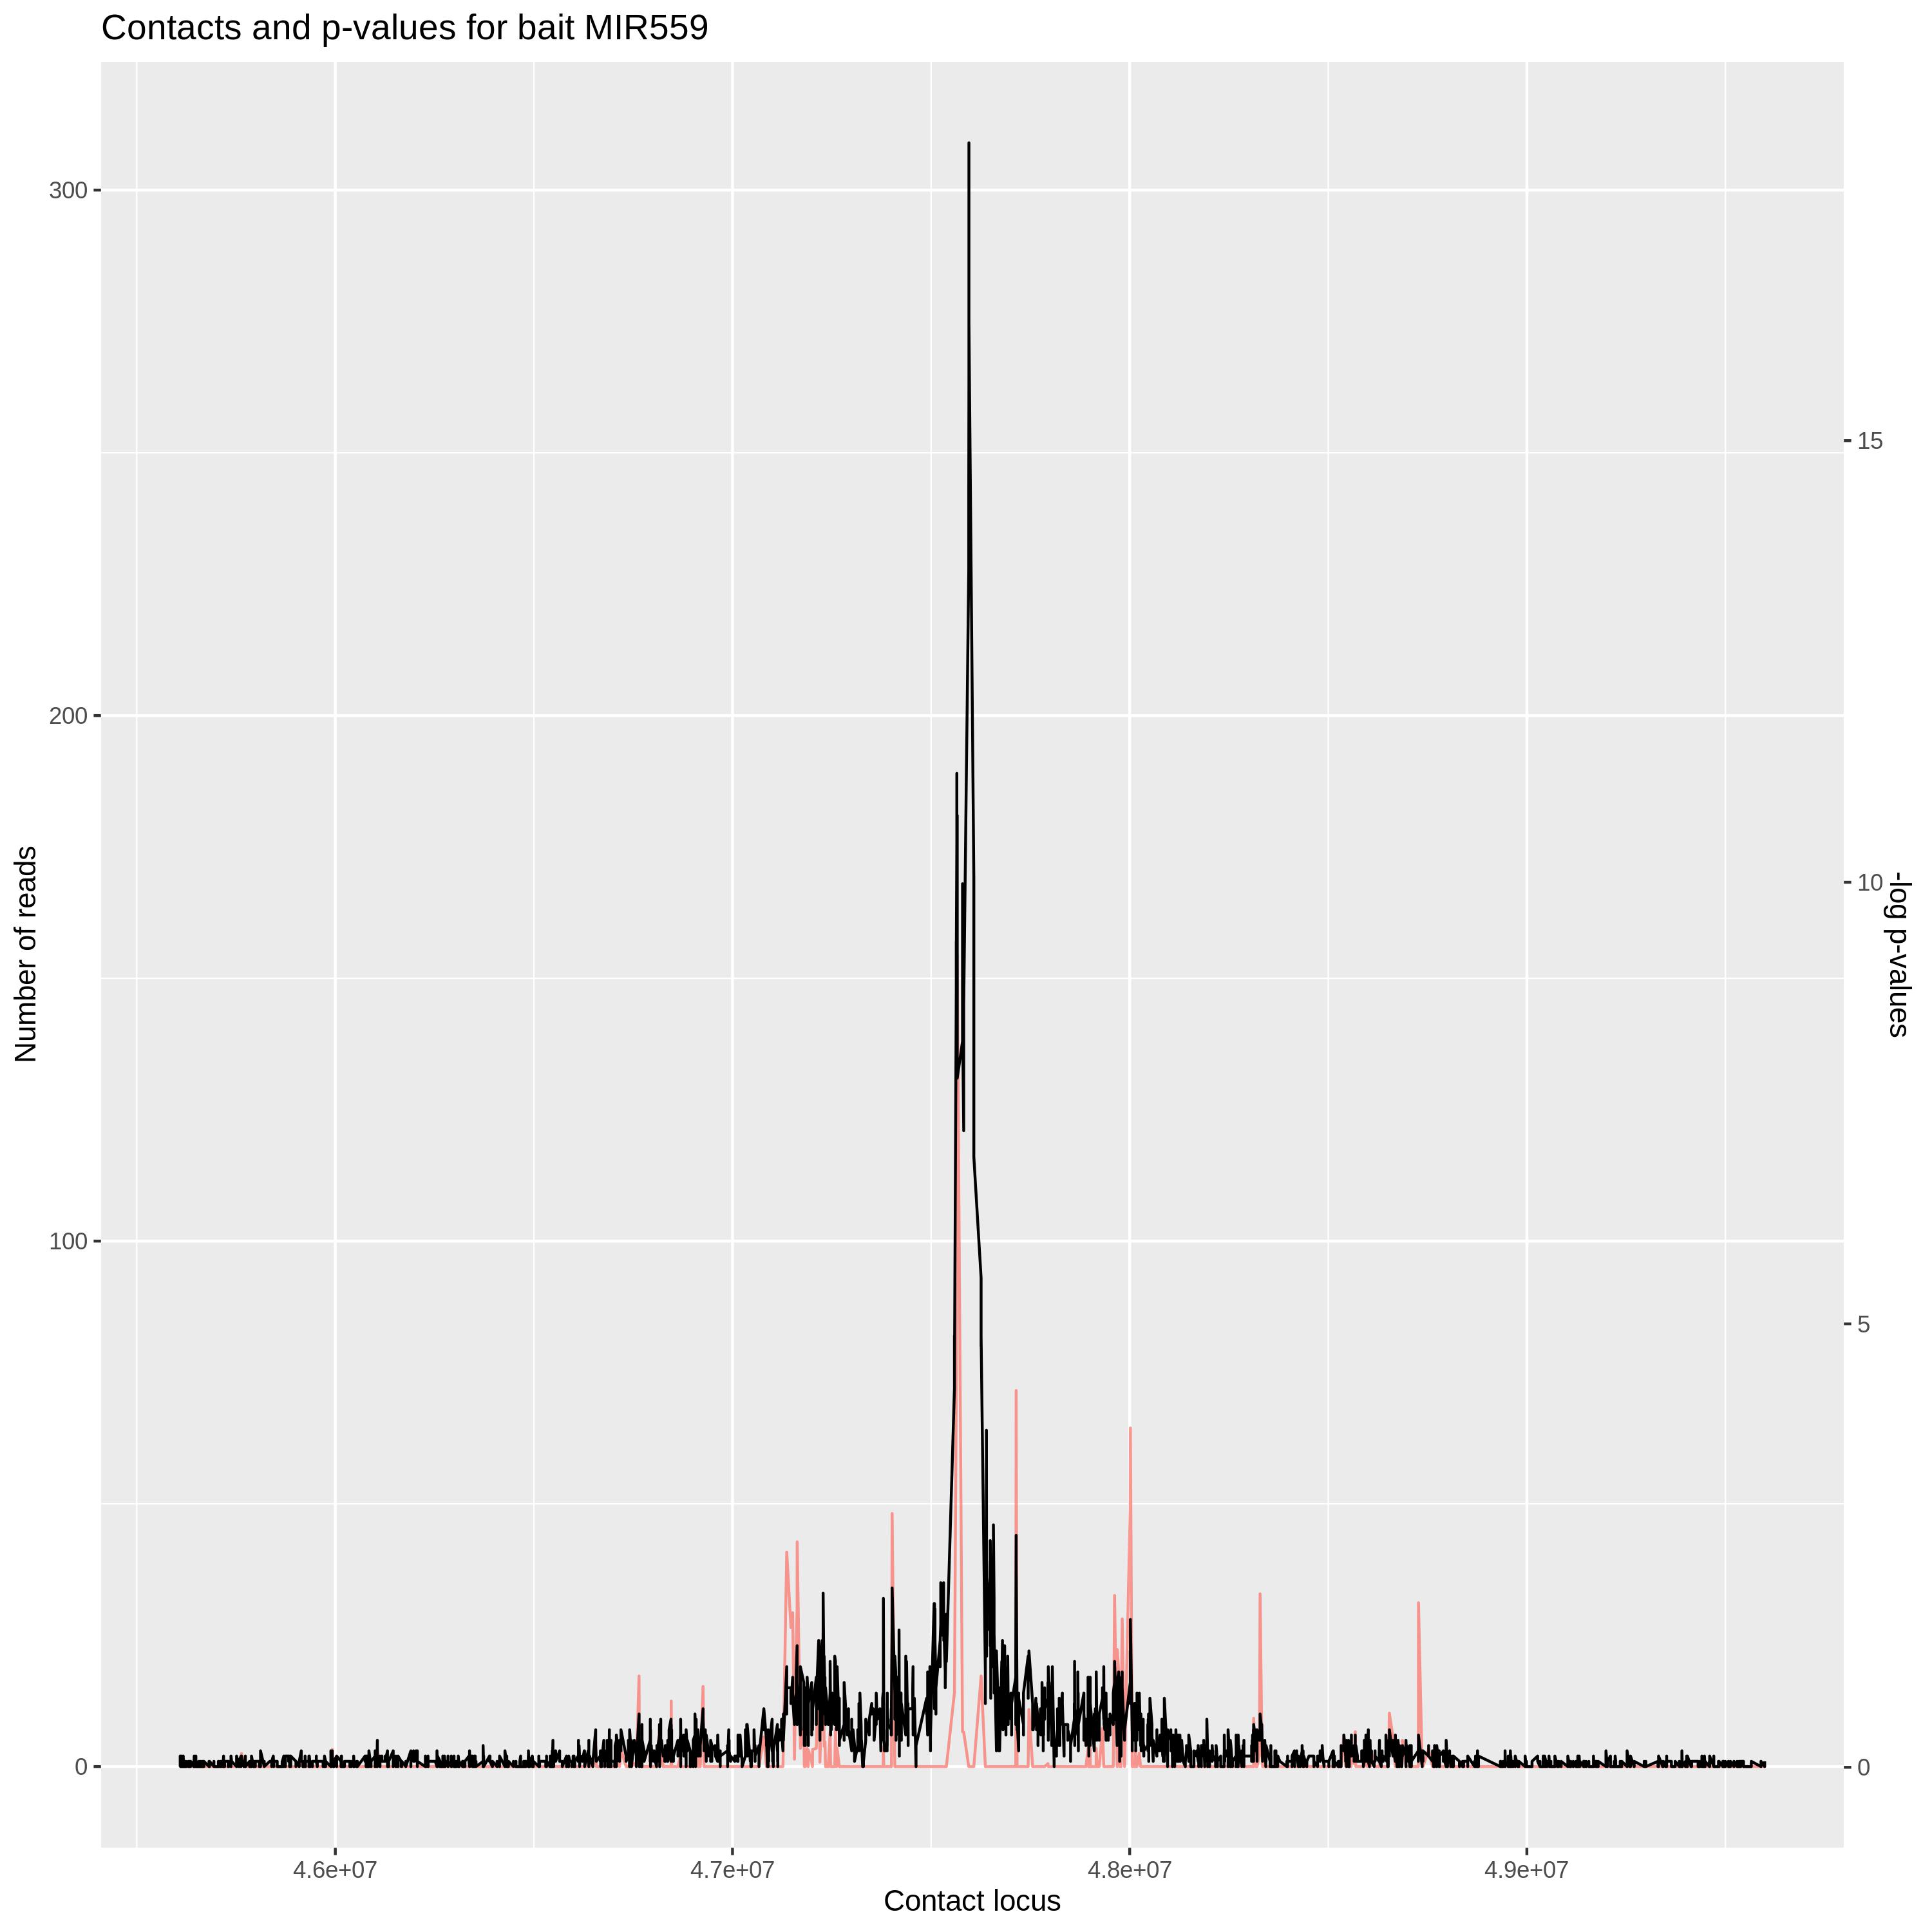 Contacts and p-values for bait MIR559
300
200
100
0
Number of reads
15
10
5
0
-log p-values
4.6e+07 4.7e+07 4.8e+07 4.9e+07
Contact locus